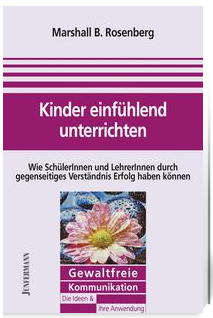 Marshall B. Rosenberg
Kinder einfühlend
unterrichten
Wie SchülerInnen und LehrerInnen durch
gegenseitiges Verständnis Erfolg haben können
Gewaltfreie
Kommunikation
Die Ideen &
ihre Anwendung
JUNFERMANN